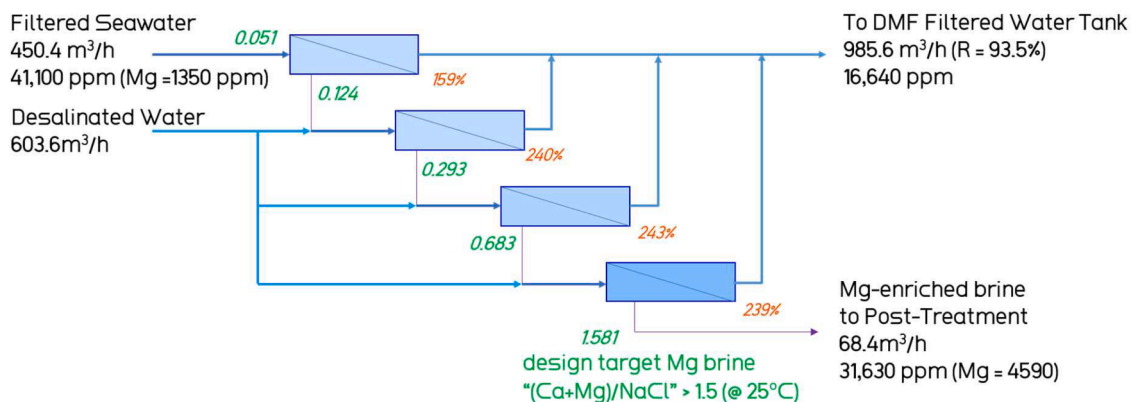 Filtered Seawater
450.4 m³/h
41,100 ppm (Mg =1350 ppm)
Desalinated Water
603.6m³/h
0.051
159%
0.124
240%
0.293
243%
0.683
239%
1.581
design target Mg brine
"(Ca+Mg)/NaCl" > 1.5 (@ 25°C)
To DMF Filtered Water Tank
985.6 m³/h (R = 93.5%)
16,640 ppm
Mg-enriched brine
to Post-Treatment
68.4m³/h
31,630 ppm (Mg = 4590)